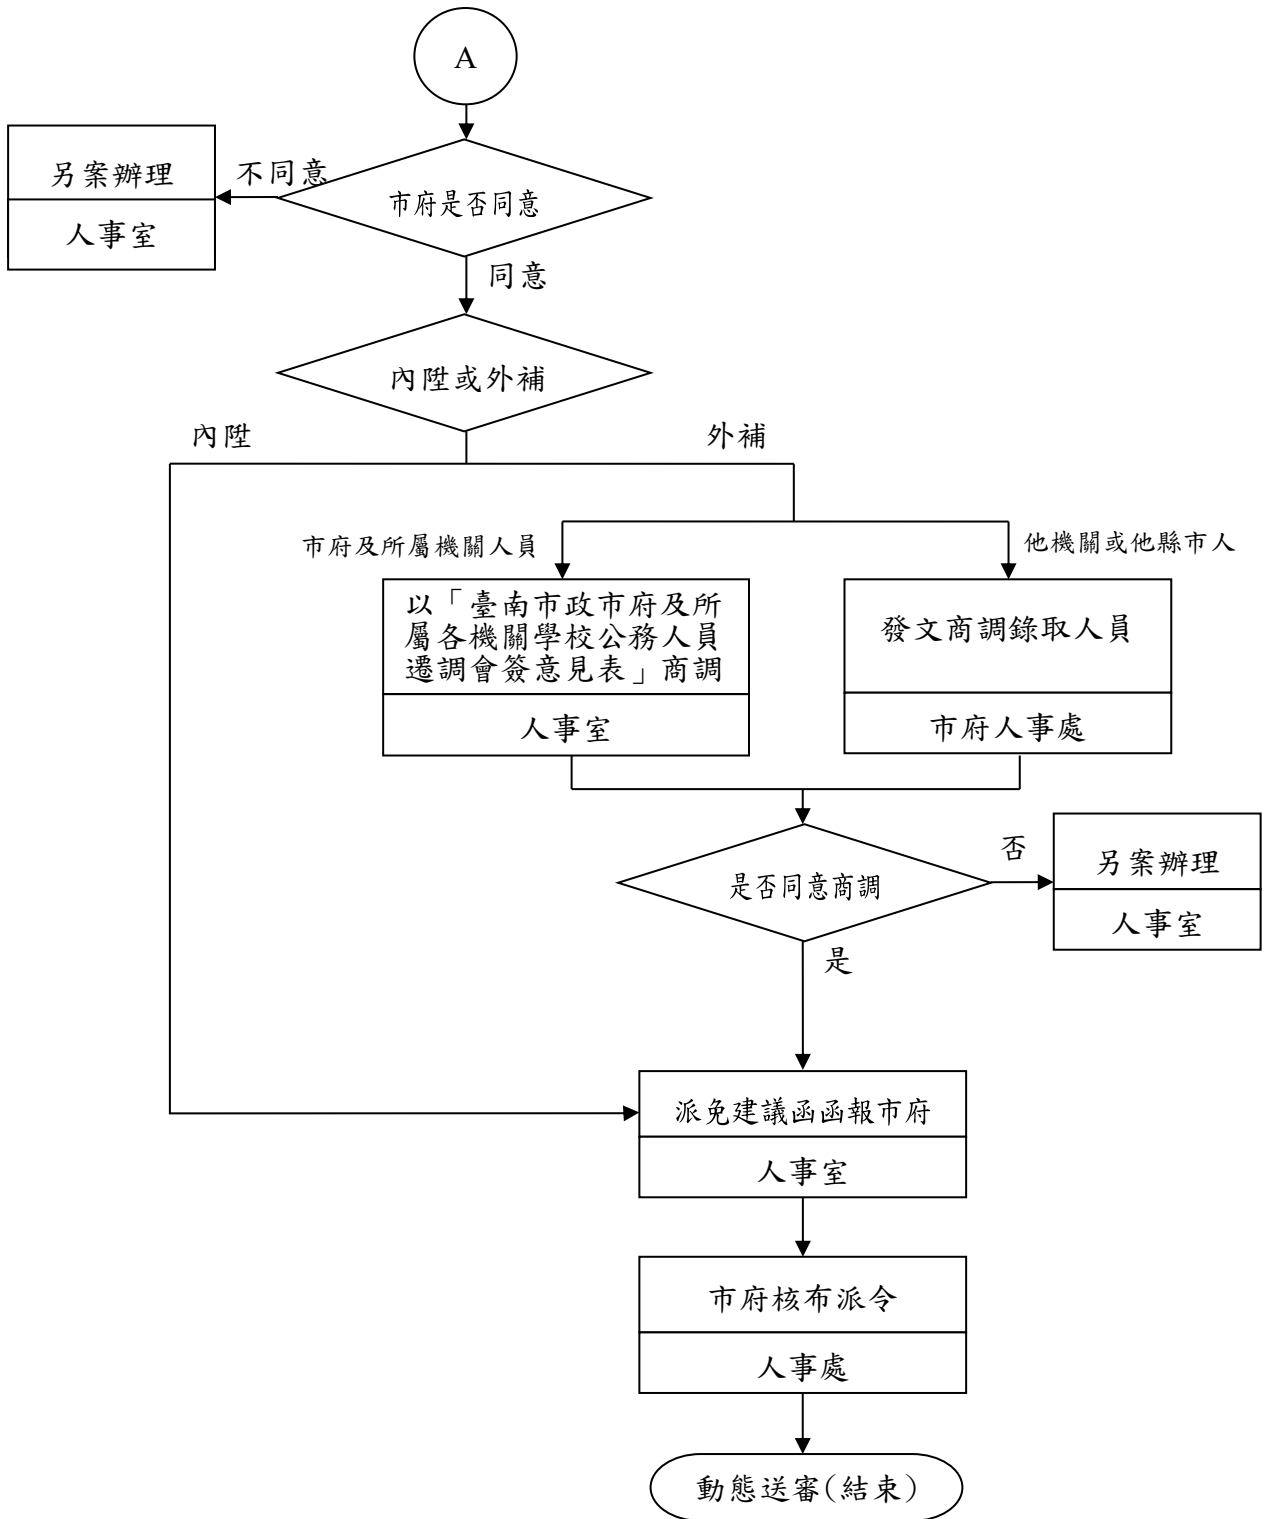 A
另案辦理
人事室
不同意
市府是否同意
同意
內陞或外補
內陞
外補
市府及所屬機關人員
他機關或他縣市人
以「臺南市政市府及所
屬各機關學校公務人員
遷調會簽意見表」商調
人事室
發文商調錄取人員
市府人事處
是否同意商調
否
另案辦理
人事室
是
派免建議函函報市府
人事室
市府核布派令
人事處
動態送審(結束)